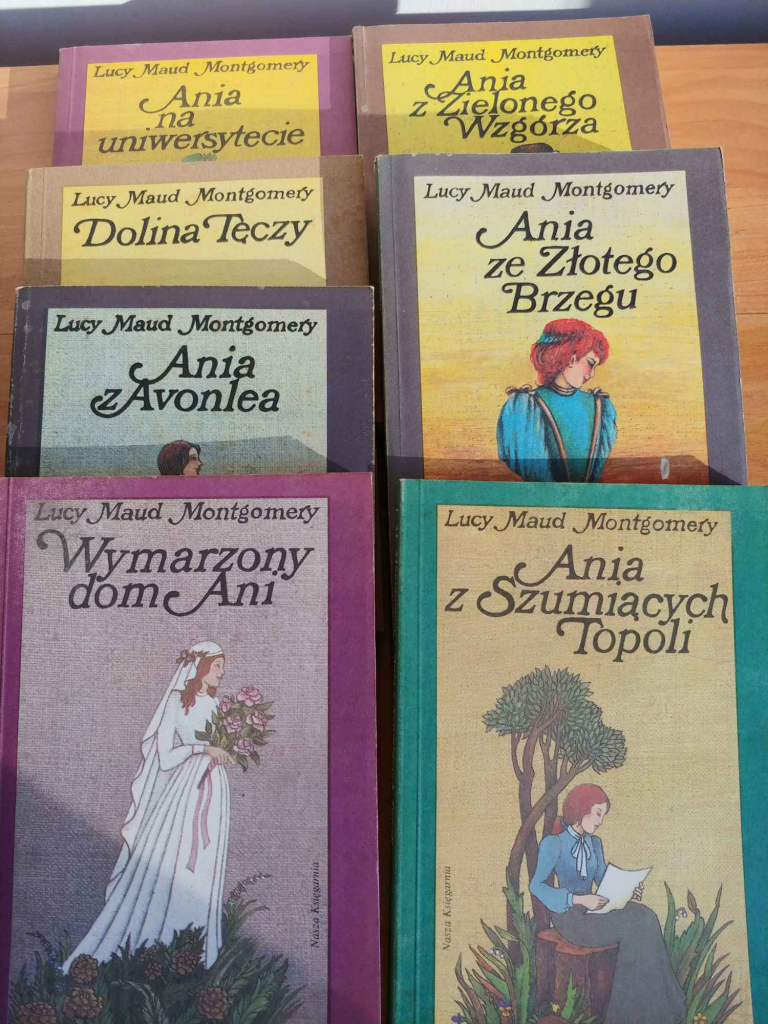 Lucy Maud Montgomery
Ania
na
uniwersytecie
Lucy Maud Montgomery
Ania
z Zielonego
Wzgórza
Lucy Maud Montgomery
Dolina Tęczy
Lucy Maud Montgomery
Ania
ze Złotego
Brzegu
Lucy Maud Montgomery
Ania
z Avonlea
Lucy Maud Montgomery
Wymarzony
dom Ani
Nasza Księgarnia
Lucy Maud Montgomery
Ania
z Szumiących
Topoli
Nasza Księgarnia